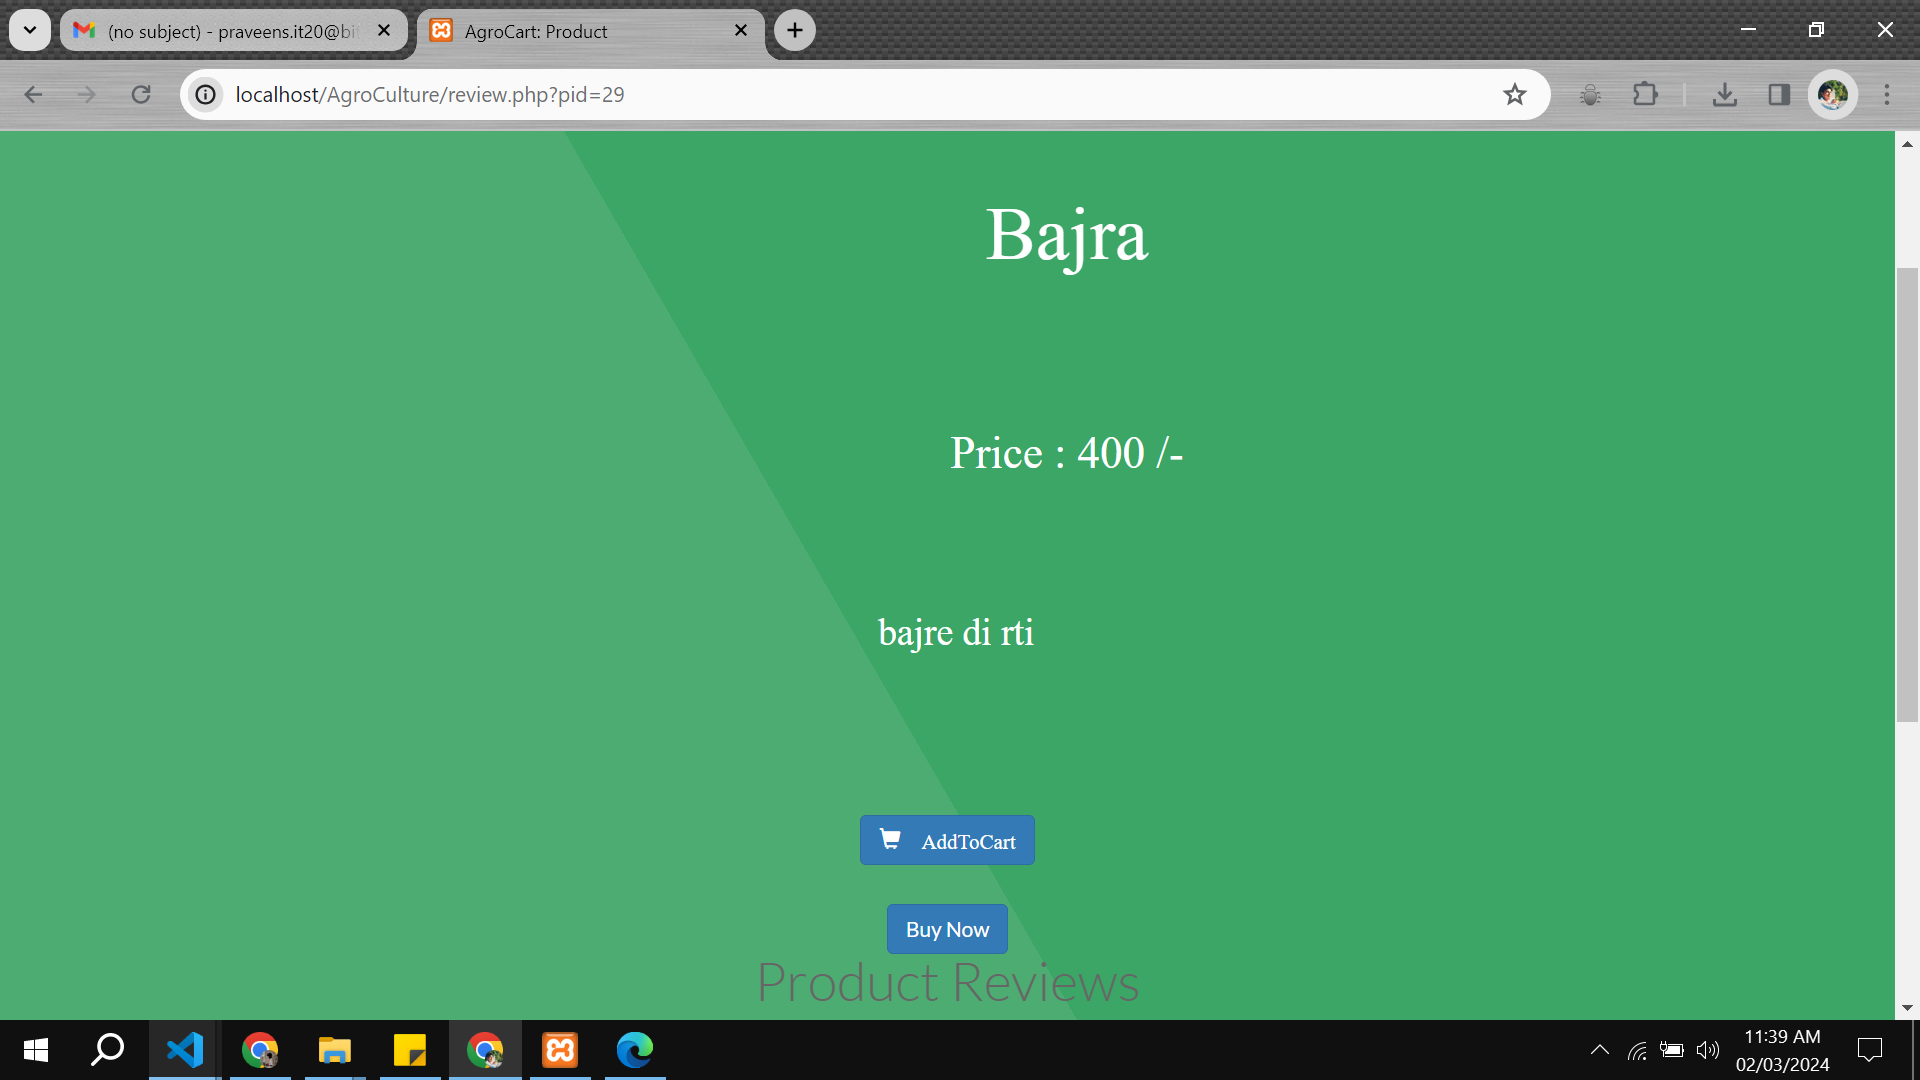 (no subject) - praveens.it20@bi
AgroCart: Product
localhost/AgroCulture/review.php?pid=29
Bajra
Price : 400 /-
bajre di rti
AddToCart
Buy Now
Product Reviews
11:39 AM
02/03/2024